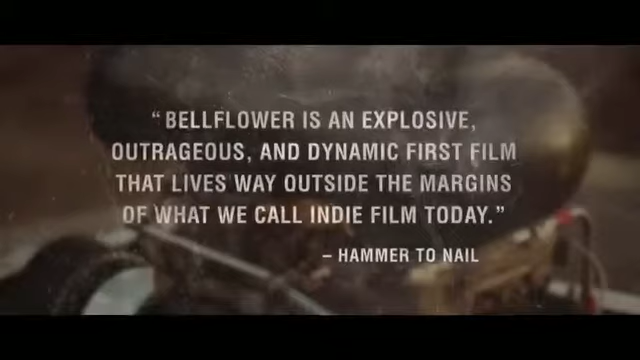 “BELLFLOWER IS AN EXPLOSIVE,
OUTRAGEOUS, AND DYNAMIC FIRST FILM
THAT LIVES WAY OUTSIDE THE MARGINS
OF WHAT WE CALL INDIE FILM TODAY.”
– HAMMER TO NAIL